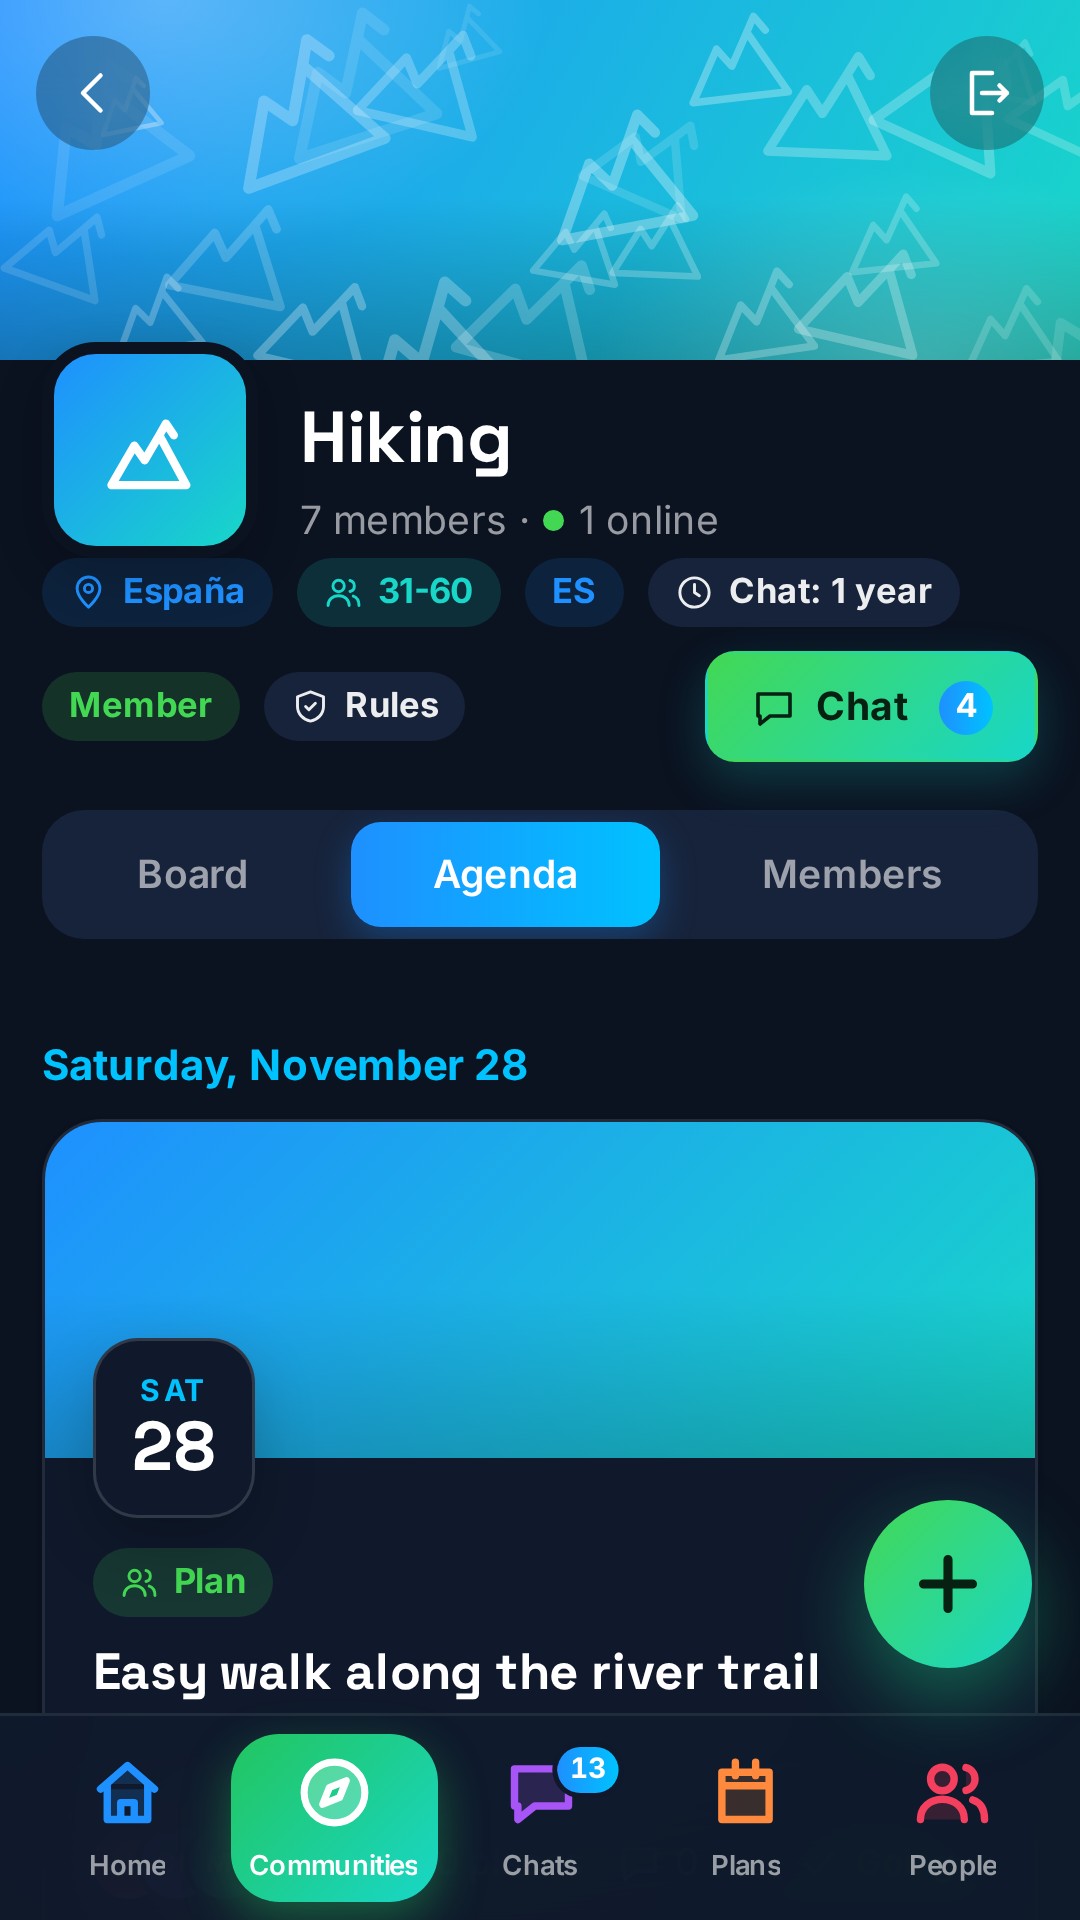 Hiking
7 members · 1 online
España
31-60
ES
Chat: 1 year
Member
Rules
Chat 4
Board
Agenda
Members
Saturday, November 28
SAT
28
Plan
Easy walk along the river trail
13
Home
Communities
Chats
Plans
People